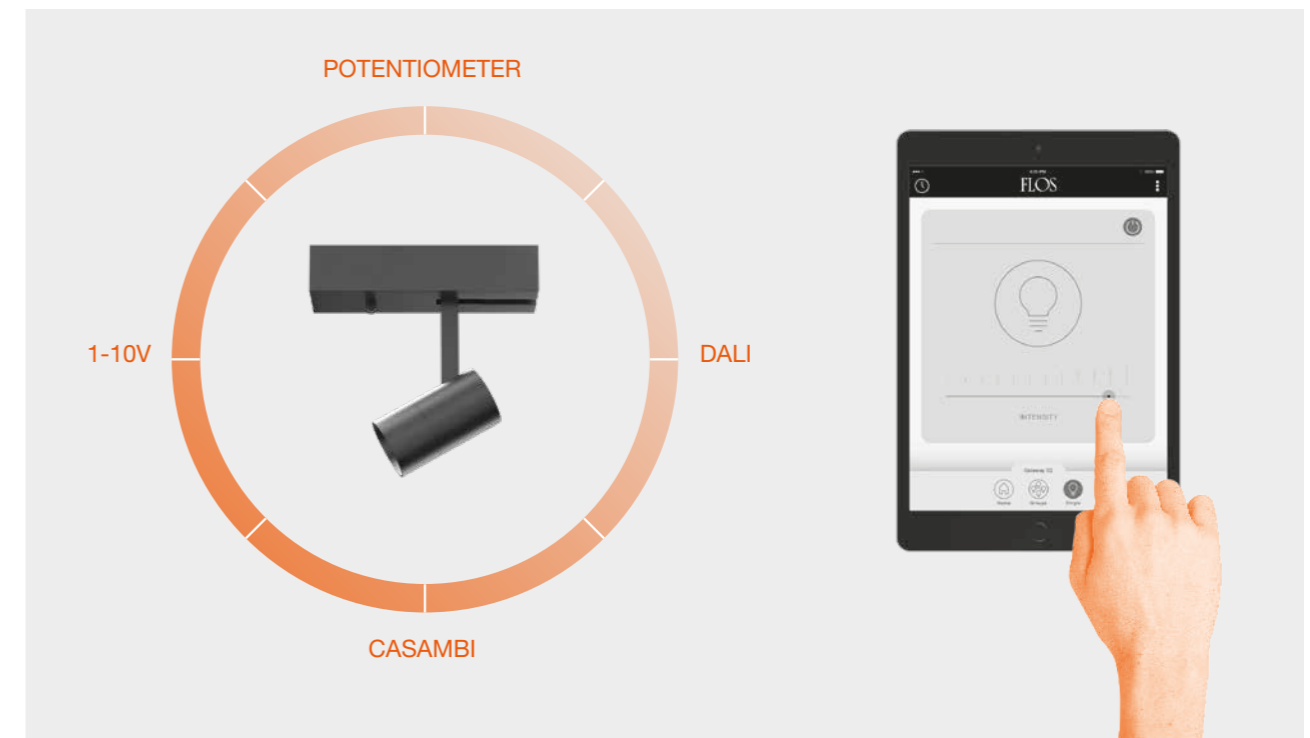 POTENTIOMETER
FLOS
1-10V
DALI
INTENSITY
CASAMBI